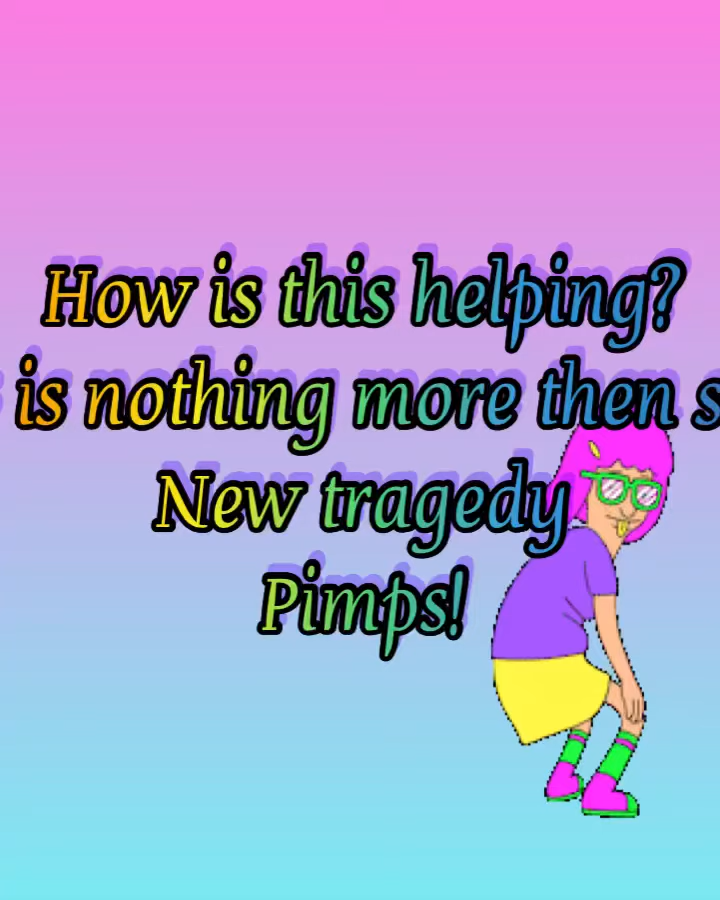 How is this helping?
is nothing more then
New tragedy
Pimps!